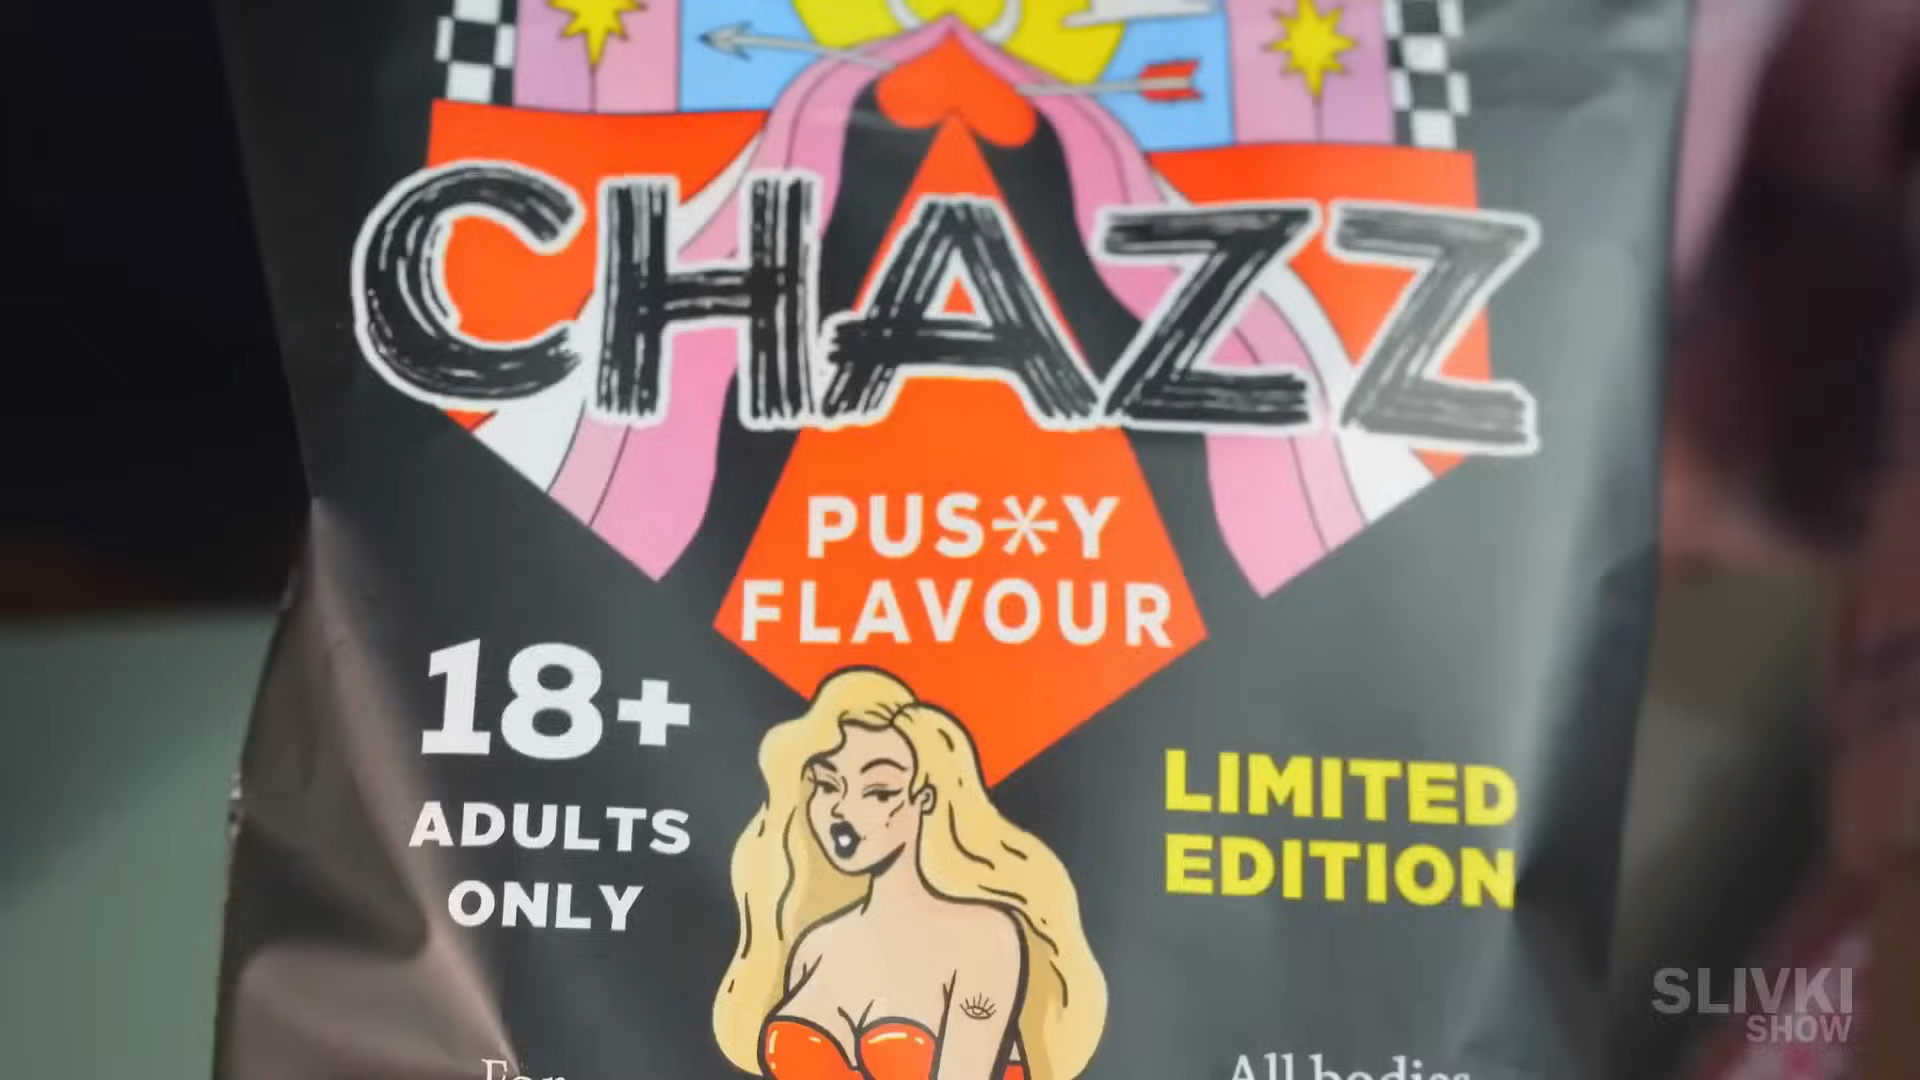 CHAZZ
PUS*Y
FLAVOUR
18+
ADULTS
ONLY
LIMITED
EDITION
For
All bodies
SLIVKI
SHOW